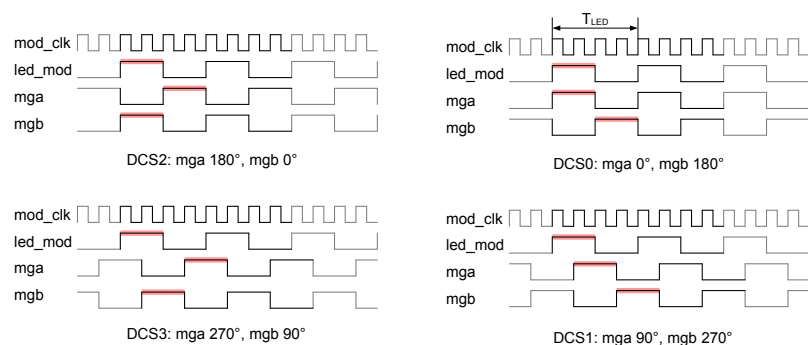 mod_clk
led_mod
mga
mgb
DCS2: mga 180°, mgb 0°
T_LED
mod_clk
led_mod
mga
mgb
DCS0: mga 0°, mgb 180°
mod_clk
led_mod
mga
mgb
DCS3: mga 270°, mgb 90°
mod_clk
led_mod
mga
mgb
DCS1: mga 90°, mgb 270°